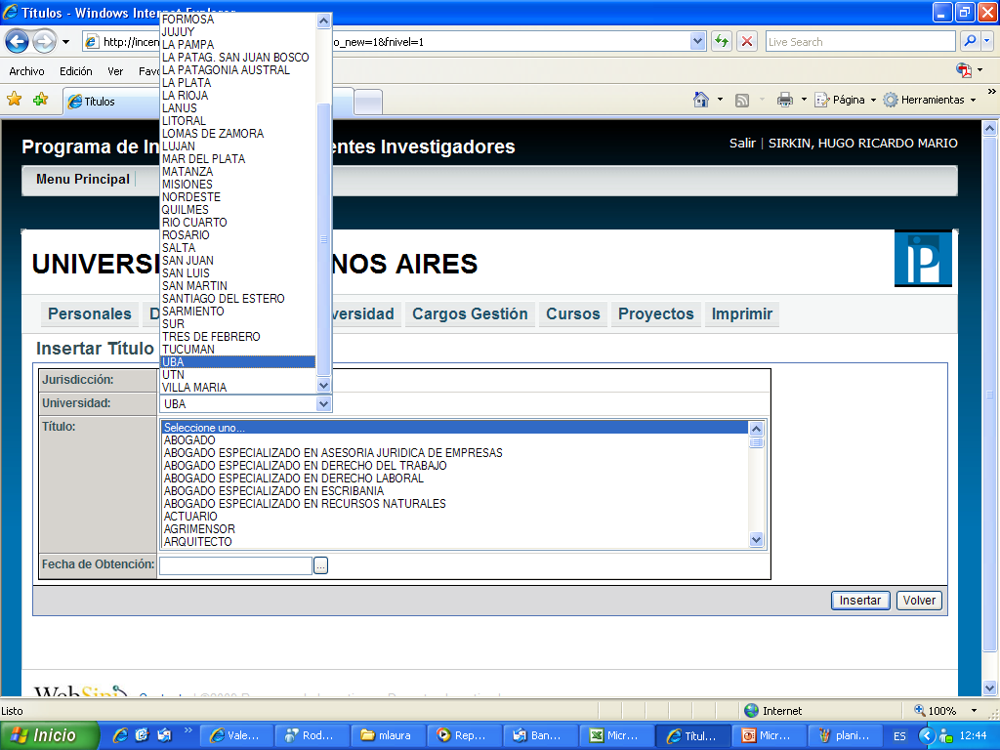 Títulos - Windows Internet Explorer
http://incen
o_new=1&fnivel=1
Live Search
Archivo Edición Ver Favo
Títulos
Página Herramientas »
Programa de In
entes Investigadores
Salir | SIRKIN, HUGO RICARDO MARIO
Menu Principal
UNIVERSI
NOS AIRES
Personales D
versidad Cargos Gestión Cursos Proyectos Imprimir
Insertar Título
FORMOSA
JUJUY
LA PAMPA
LA PATAG. SAN JUAN BOSCO
LA PATAGONIA AUSTRAL
LA PLATA
LA RIOJA
LANUS
LITORAL
LOMAS DE ZAMORA
LUJAN
MAR DEL PLATA
MATANZA
MISIONES
NORDESTE
QUILMES
RIO CUARTO
ROSARIO
SALTA
SAN JUAN
SAN LUIS
SAN MARTIN
SANTIAGO DEL ESTERO
SARMIENTO
SUR
TRES DE FEBRERO
TUCUMAN
UBA
UTN
VILLA MARIA
Jurisdicción:
Universidad: UBA
Título:
Seleccione uno...
ABOGADO
ABOGADO ESPECIALIZADO EN ASESORIA JURIDICA DE EMPRESAS
ABOGADO ESPECIALIZADO EN DERECHO DEL TRABAJO
ABOGADO ESPECIALIZADO EN DERECHO LABORAL
ABOGADO ESPECIALIZADO EN ESCRIBANIA
ABOGADO ESPECIALIZADO EN RECURSOS NATURALES
ACTUARIO
AGRIMENSOR
ARQUITECTO
Fecha de Obtención: ...
Insertar Volver
WebSipi
Listo Internet 100%
Inicio » Vale... Rod... mlaura Rep... Ban... Micr... Títul... Micr... plani... ES 12:44